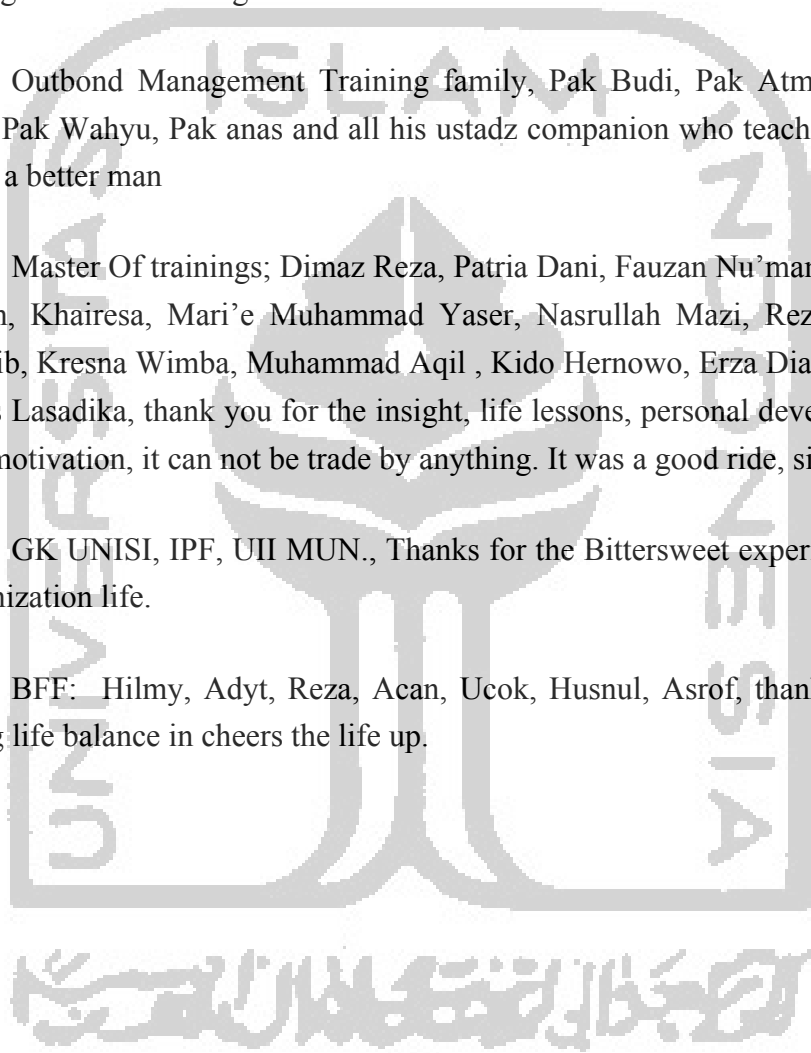 Outbond Management Training family, Pak Budi, Pak Atm
Pak Wahyu, Pak anas and all his ustadz companion who teach
a better man
Master Of trainings; Dimaz Reza, Patria Dani, Fauzan Nu'man
Khairesa, Mari'e Muhammad Yaser, Nasrullah Mazi, Rez
ib, Kresna Wimba, Muhammad Aqil , Kido Hernowo, Erza Dia
s Lasadika, thank you for the insight, life lessons, personal deve
motivation, it can not be trade by anything. It was a good ride, si
GK UNISI, IPF, UII MUN., Thanks for the Bittersweet exper
nization life.
BFF: Hilmy, Adyt, Reza, Acan, Ucok, Husnul, Asrof, than
g life balance in cheers the life up.
UNIVERSITAS
ISLAM
INDONESIA